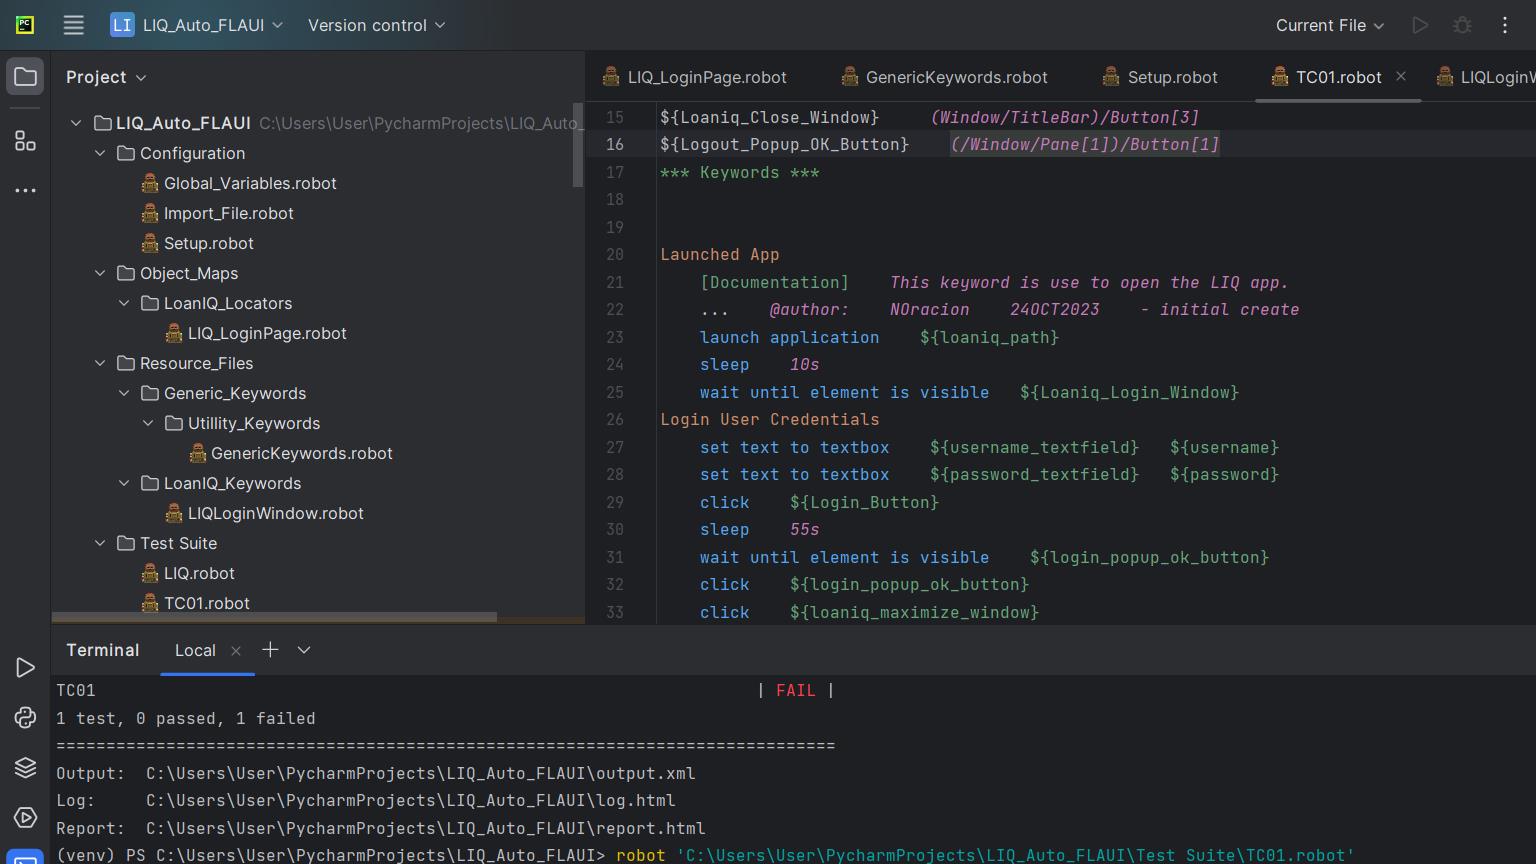 PC
LI LIQ_Auto_FLAUI Version control Current File
Project
LIQ_LoginPage.robot GenericKeywords.robot Setup.robot TC01.robot LIQLoginW
LIQ_Auto_FLAUI C:\Users\User\PycharmProjects\LIQ_Auto_
Configuration
Global_Variables.robot
Import_File.robot
Setup.robot
Object_Maps
LoanIQ_Locators
LIQ_LoginPage.robot
Resource_Files
Generic_Keywords
Utillity_Keywords
GenericKeywords.robot
LoanIQ_Keywords
LIQLoginWindow.robot
Test Suite
LIQ.robot
TC01.robot
15 ${Loaniq_Close_Window} (Window/TitleBar)/Button[3]
16 ${Logout_Popup_OK_Button} (/Window/Pane[1])/Button[1]
17 *** Keywords ***
18
19
20 Launched App
21 [Documentation] This keyword is use to open the LIQ app.
22 ... @author: NOracion 24OCT2023 - initial create
23 launch application ${loaniq_path}
24 sleep 10s
25 wait until element is visible ${Loaniq_Login_Window}
26 Login User Credentials
27 set text to textbox ${username_textfield} ${username}
28 set text to textbox ${password_textfield} ${password}
29 click ${Login_Button}
30 sleep 55s
31 wait until element is visible ${login_popup_ok_button}
32 click ${login_popup_ok_button}
33 click ${loaniq_maximize_window}
Terminal Local
TC01 | FAIL |
1 test, 0 passed, 1 failed
==============================================================================
Output: C:\Users\User\PycharmProjects\LIQ_Auto_FLAUI\output.xml
Log: C:\Users\User\PycharmProjects\LIQ_Auto_FLAUI\log.html
Report: C:\Users\User\PycharmProjects\LIQ_Auto_FLAUI\report.html
(venv) PS C:\Users\User\PycharmProjects\LIQ_Auto_FLAUI> robot 'C:\Users\User\PycharmProjects\LIQ_Auto_FLAUI\Test Suite\TC01.robot'